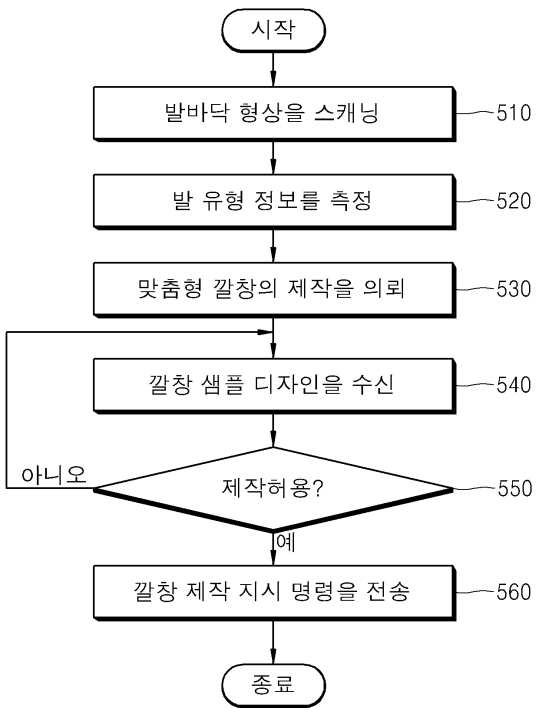 시작
발바닥 형상을 스캐닝
510
발 유형 정보를 측정
520
맞춤형 깔창의 제작을 의뢰
530
깔창 샘플 디자인을 수신
540
아니오
제작허용?
550
예
깔창 제작 지시 명령을 전송
560
종료